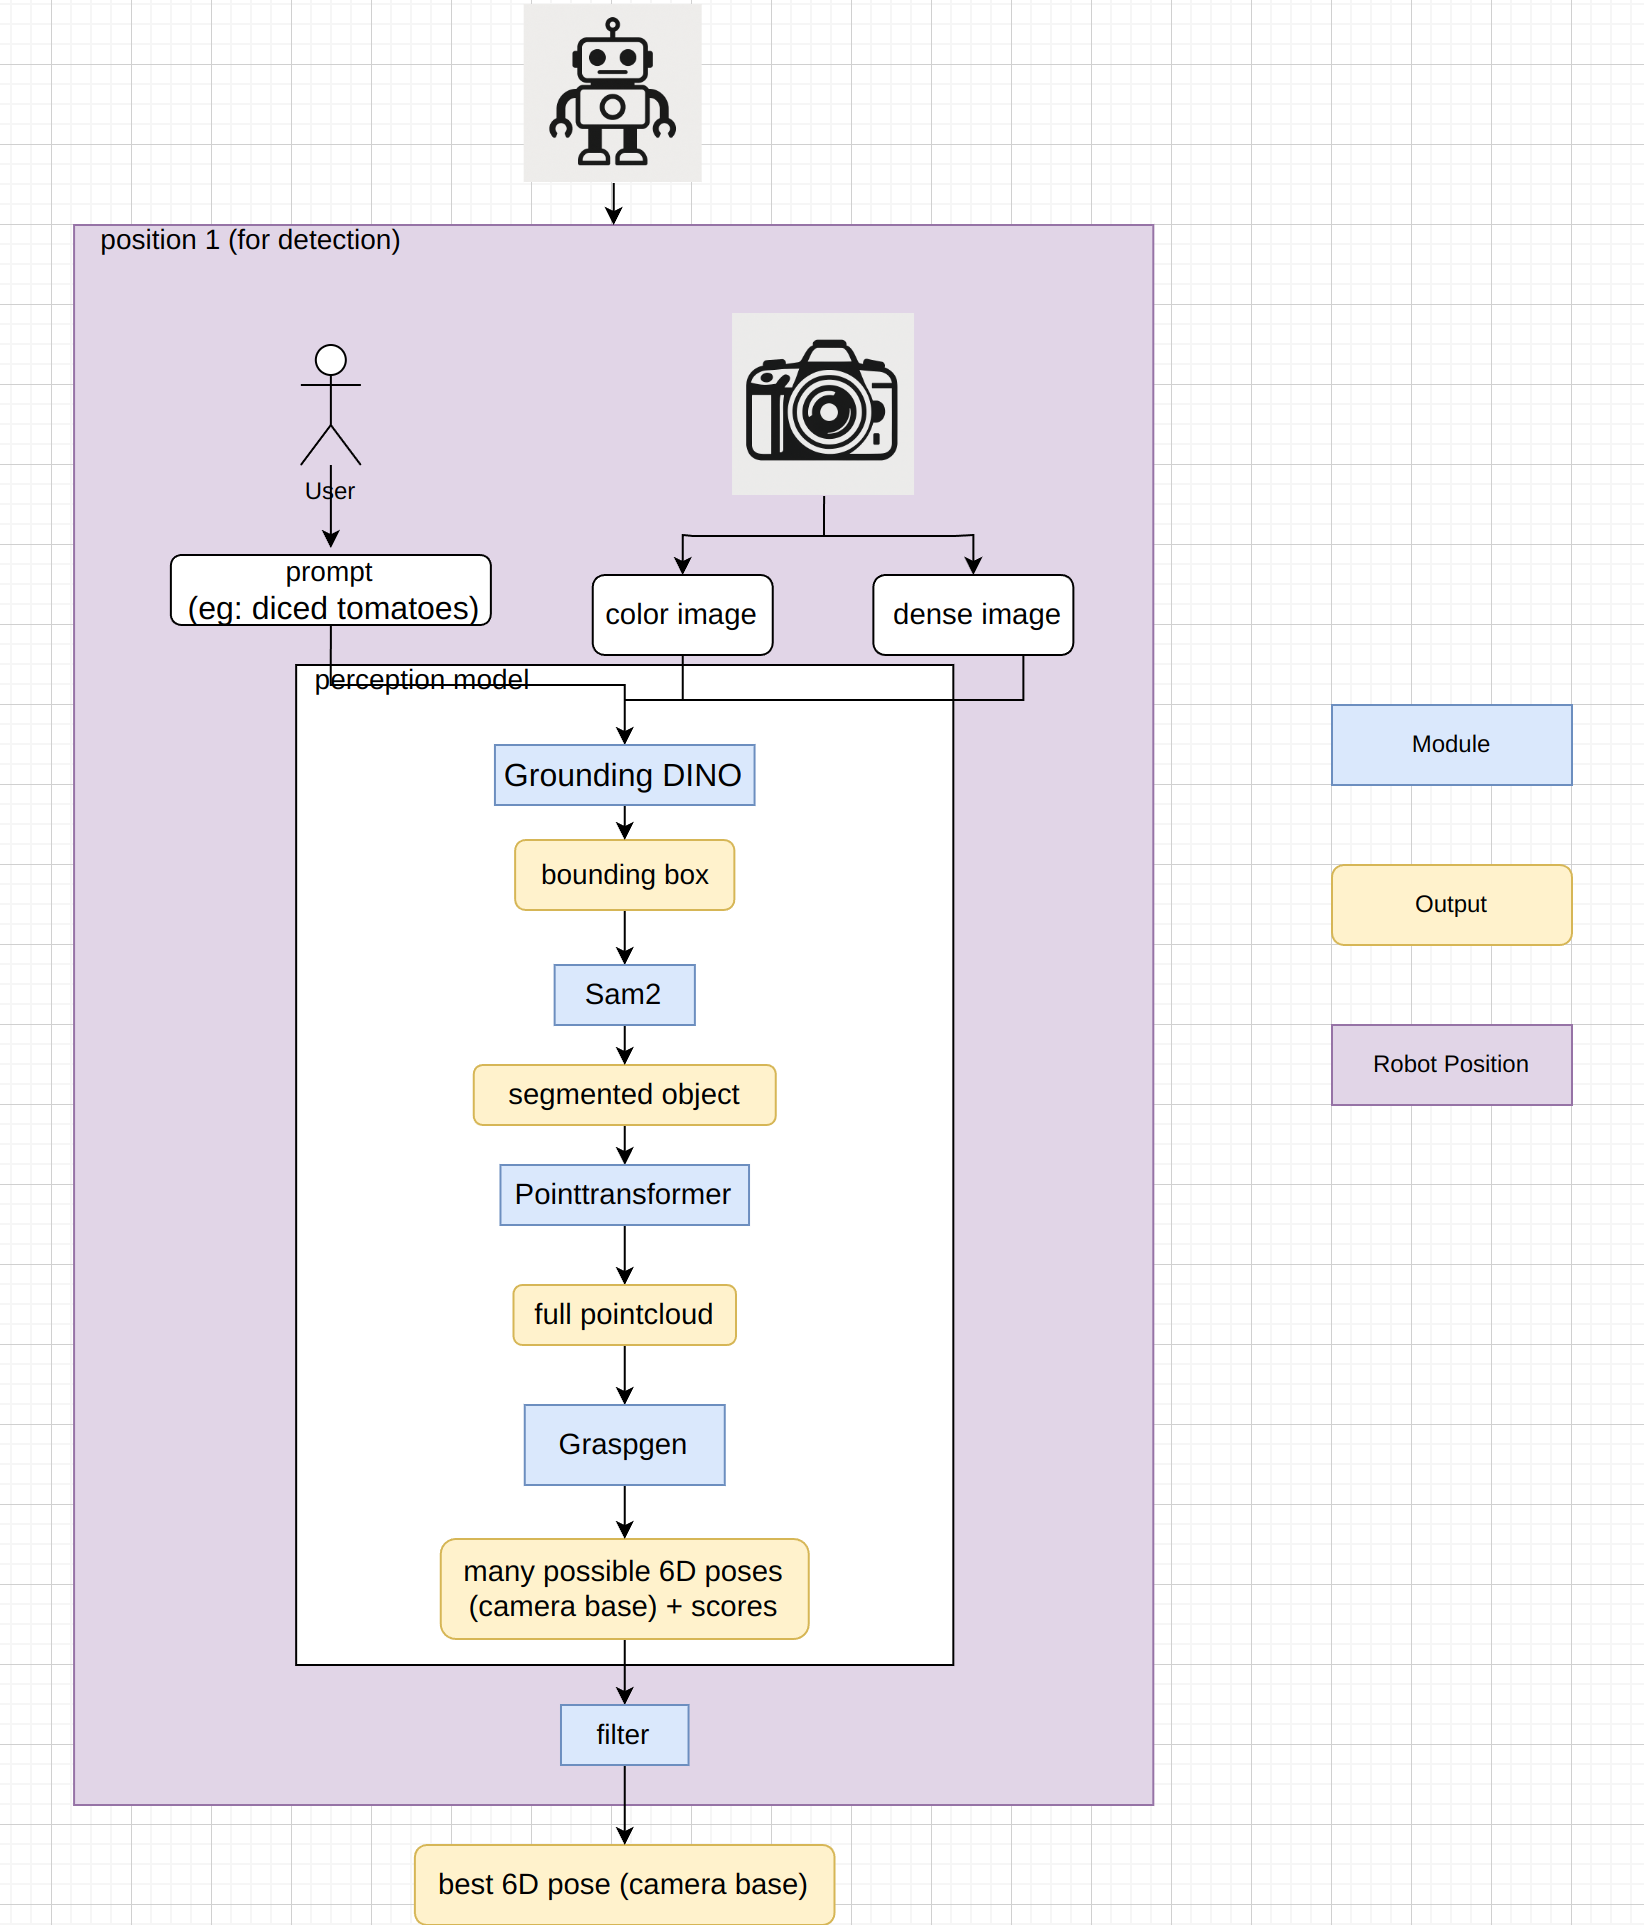 position 1 (for detection)
User
prompt
(eg: diced tomatoes)
color image
dense image
perception model
Grounding DINO
bounding box
Sam2
segmented object
Pointtransformer
full pointcloud
Graspgen
many possible 6D poses
(camera base) + scores
filter
best 6D pose (camera base)
Module
Output
Robot Position